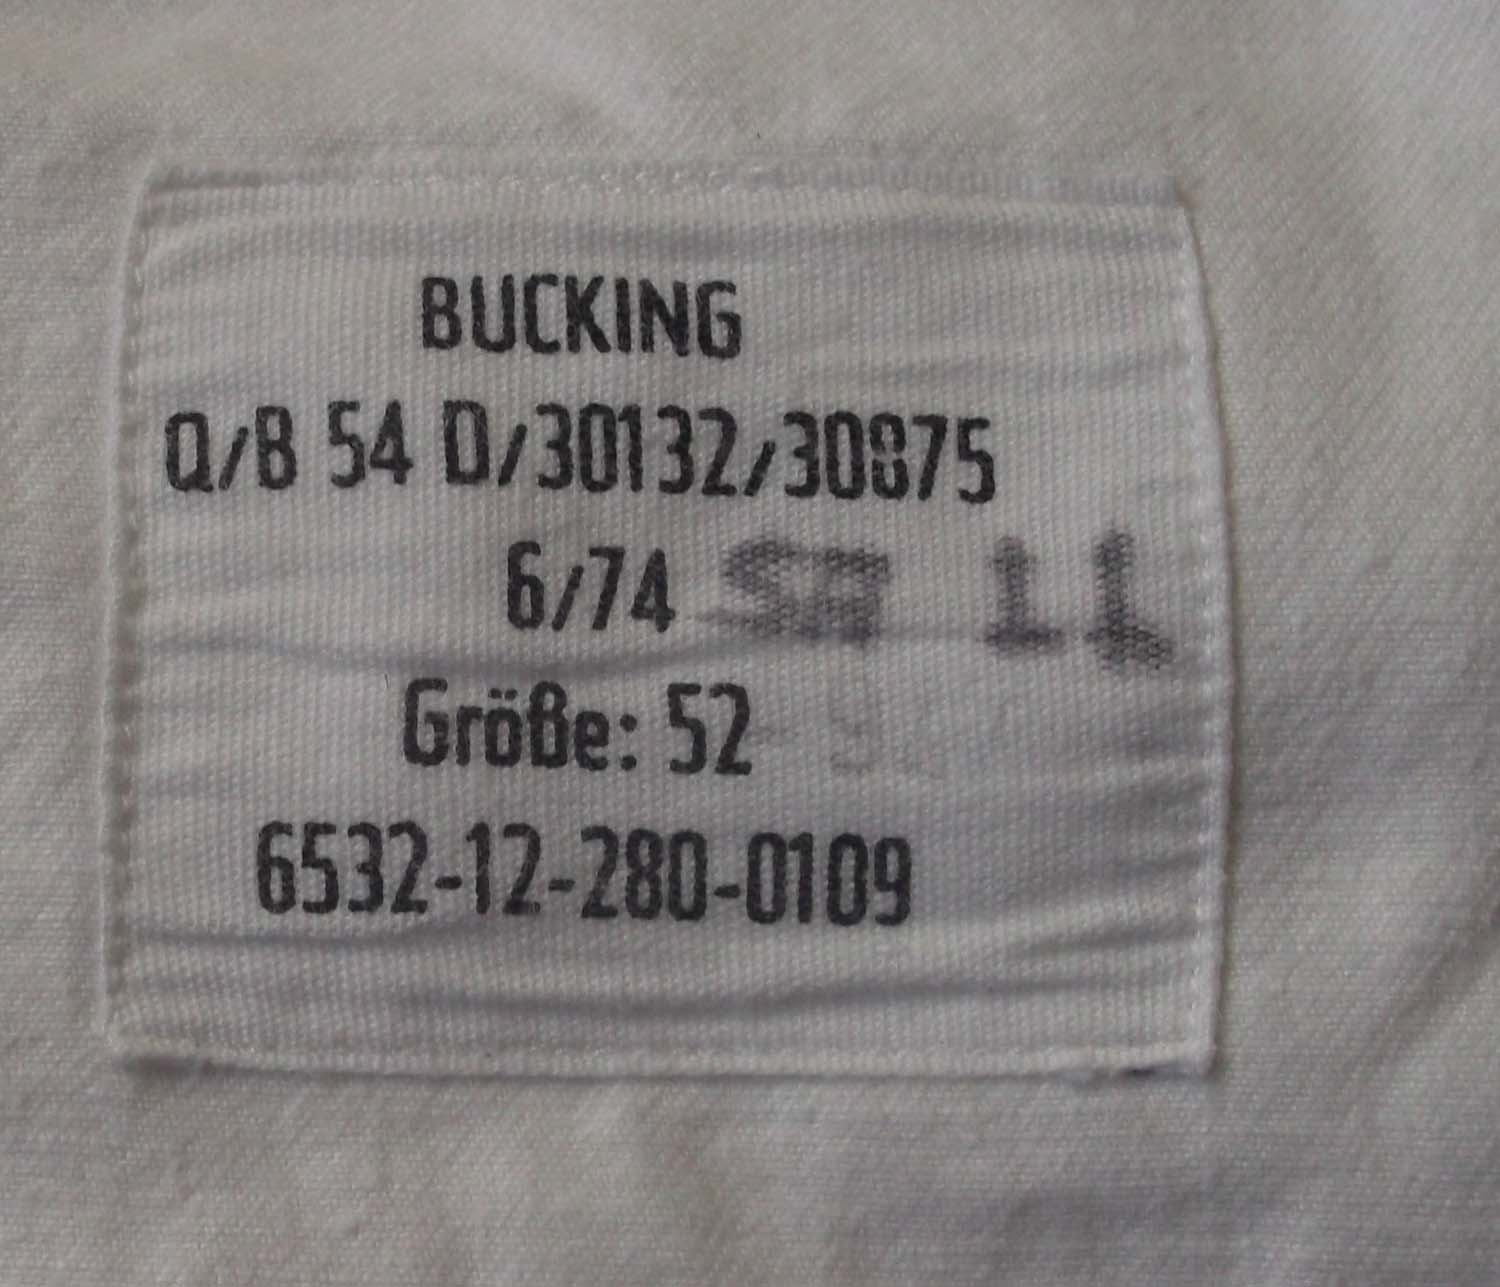 BUCKING
Q/B 54 D/30132/30875
6/74
Größe: 52
6532-12-280-0109